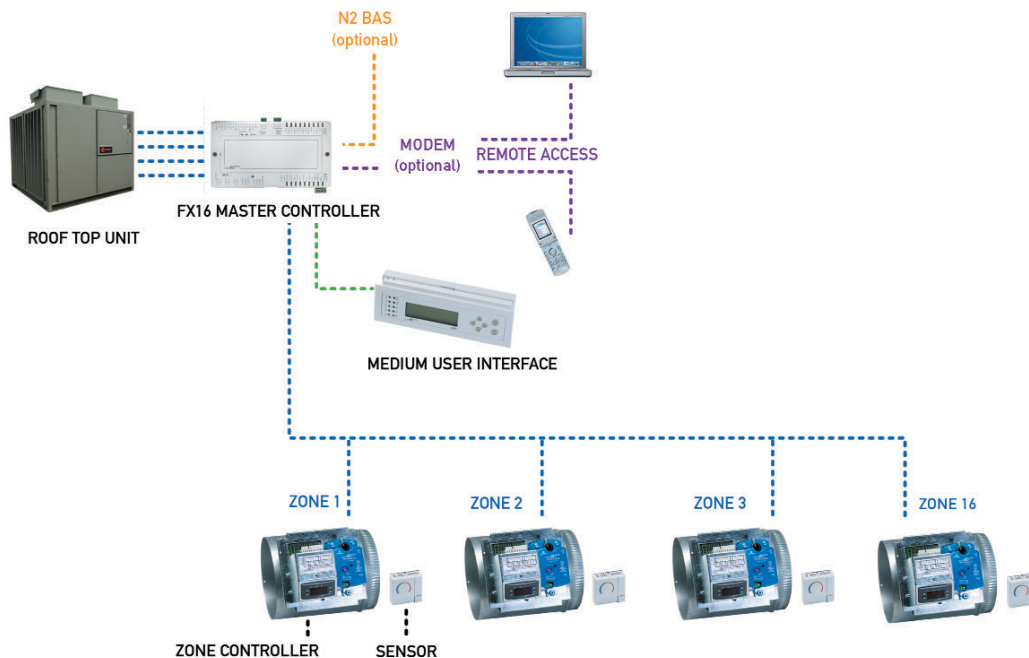 N2 BAS
(optional)
MODEM
(optional)
REMOTE ACCESS
FX16 MASTER CONTROLLER
ROOF TOP UNIT
MEDIUM USER INTERFACE
ZONE 1
ZONE 2
ZONE 3
ZONE 16
ZONE CONTROLLER
SENSOR